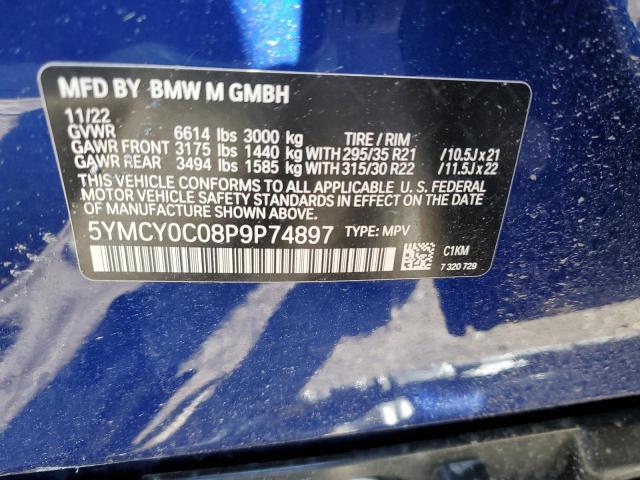 MFD BY BMW M GMBH
11/22
GVWR 6614 lbs 3000 kg TIRE / RIM
GAWR FRONT 3175 lbs 1440 kg WITH 295/35 R21 /10.5J x 21
GAWR REAR 3494 lbs 1585 kg WITH 315/30 R22 /11.5J x 22
THIS VEHICLE CONFORMS TO ALL APPLICABLE U. S. FEDERAL
MOTOR VEHICLE SAFETY STANDARDS IN EFFECT ON THE
DATE OF MANUFACTURE SHOWN ABOVE.
5YMCY0C08P9P74897 TYPE: MPV
C1KM
7 320 729